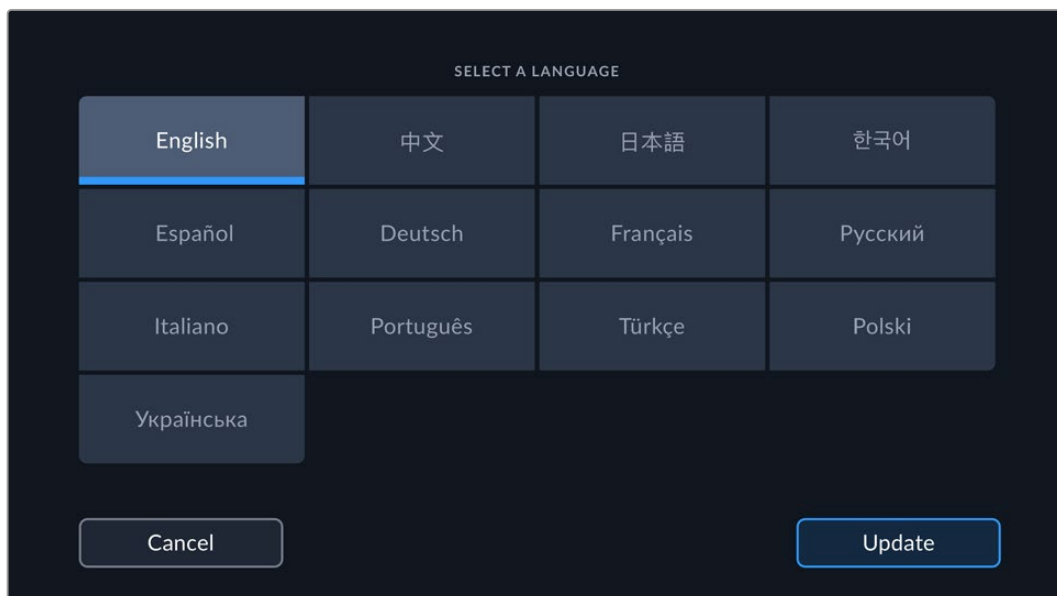 SELECT A LANGUAGE
English
中文
日本語
한국어
Español
Deutsch
Français
Русский
Italiano
Português
Türkçe
Polski
Українська
Cancel
Update